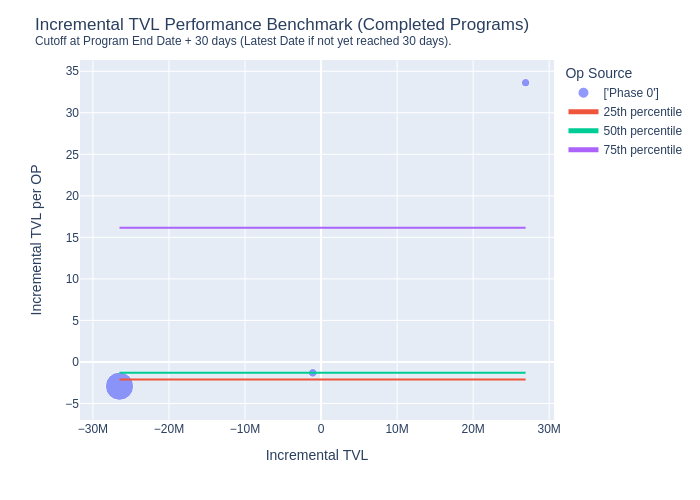 Incremental TVL Performance Benchmark (Completed Programs)
Cutoff at Program End Date + 30 days (Latest Date if not yet reached 30 days).
Op Source
['Phase 0']
25th percentile
50th percentile
75th percentile
Incremental TVL per OP
35
30
25
20
15
10
5
0
−5
−30M
−20M
−10M
0
10M
20M
30M
Incremental TVL